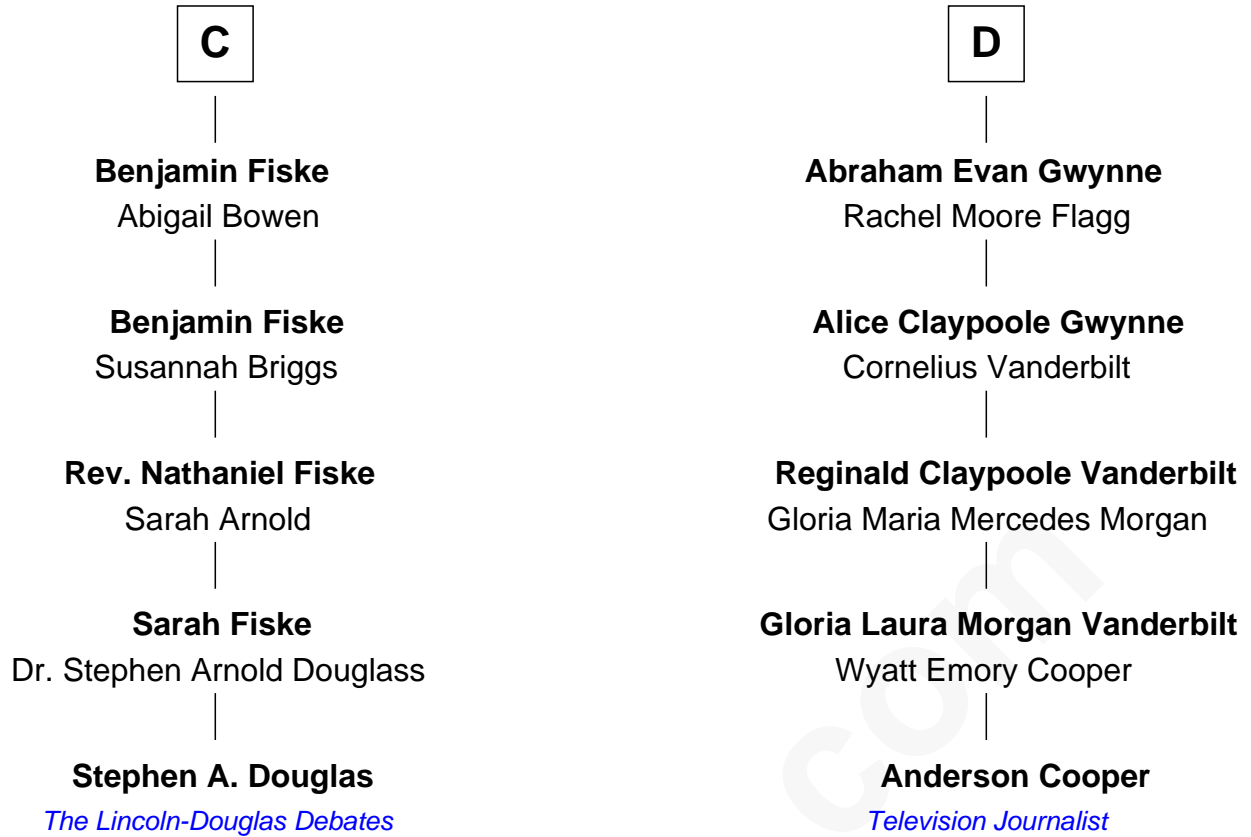 C
Benjamin Fiske
Abigail Bowen
Benjamin Fiske
Susannah Briggs
Rev. Nathaniel Fiske
Sarah Arnold
Sarah Fiske
Dr. Stephen Arnold Douglass
Stephen A. Douglas
The Lincoln-Douglas Debates
D
Abraham Evan Gwynne
Rachel Moore Flagg
Alice Claypoole Gwynne
Cornelius Vanderbilt
Reginald Claypoole Vanderbilt
Gloria Maria Mercedes Morgan
Gloria Laura Morgan Vanderbilt
Wyatt Emory Cooper
Anderson Cooper
Television Journalist
com